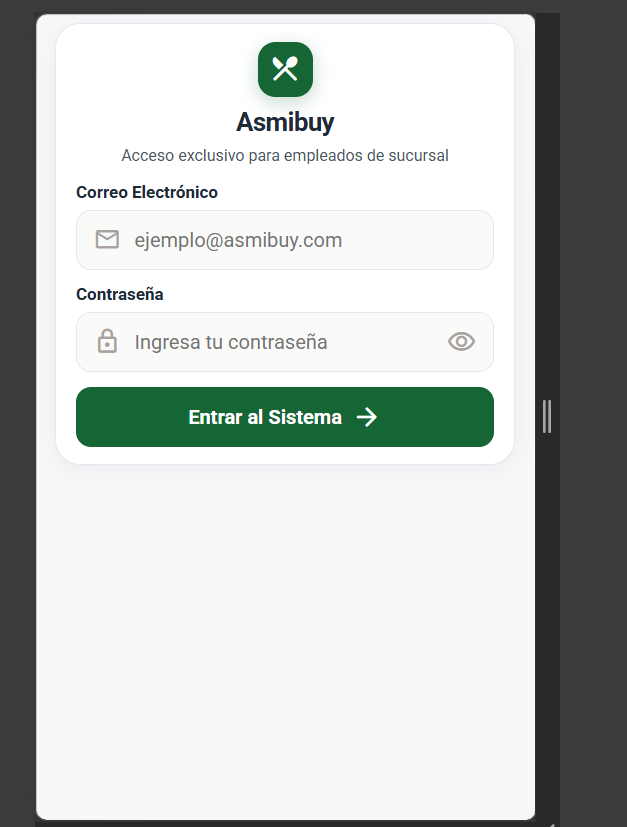 Asmibuy
Acceso exclusivo para empleados de sucursal
Correo Electrónico
ejemplo@asmibuy.com
Contraseña
Ingresa tu contraseña
Entrar al Sistema